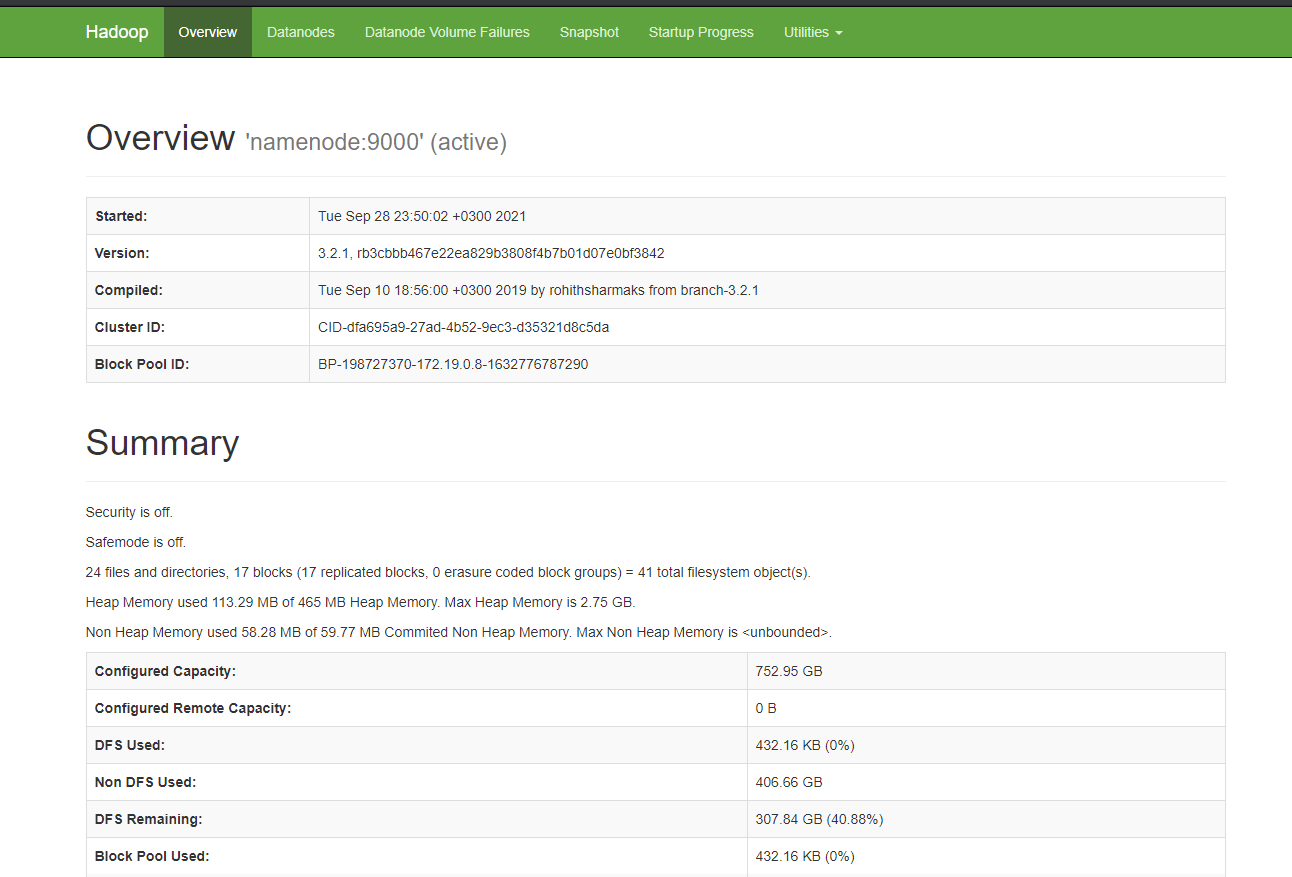 Hadoop Overview Datanodes Datanode Volume Failures Snapshot Startup Progress Utilities
Overview 'namenode:9000' (active)
Started: Tue Sep 28 23:50:02 +0300 2021
Version: 3.2.1, rb3cbbb467e22ea829b3808f4b7b01d07e0bf3842
Compiled: Tue Sep 10 18:56:00 +0300 2019 by rohithsharmaks from branch-3.2.1
Cluster ID: CID-dfa695a9-27ad-4b52-9ec3-d35321d8c5da
Block Pool ID: BP-198727370-172.19.0.8-1632776787290
Summary
Security is off.
Safemode is off.
24 files and directories, 17 blocks (17 replicated blocks, 0 erasure coded block groups) = 41 total filesystem object(s).
Heap Memory used 113.29 MB of 465 MB Heap Memory. Max Heap Memory is 2.75 GB.
Non Heap Memory used 58.28 MB of 59.77 MB Commited Non Heap Memory. Max Non Heap Memory is <unbounded>.
Configured Capacity: 752.95 GB
Configured Remote Capacity: 0 B
DFS Used: 432.16 KB (0%)
Non DFS Used: 406.66 GB
DFS Remaining: 307.84 GB (40.88%)
Block Pool Used: 432.16 KB (0%)